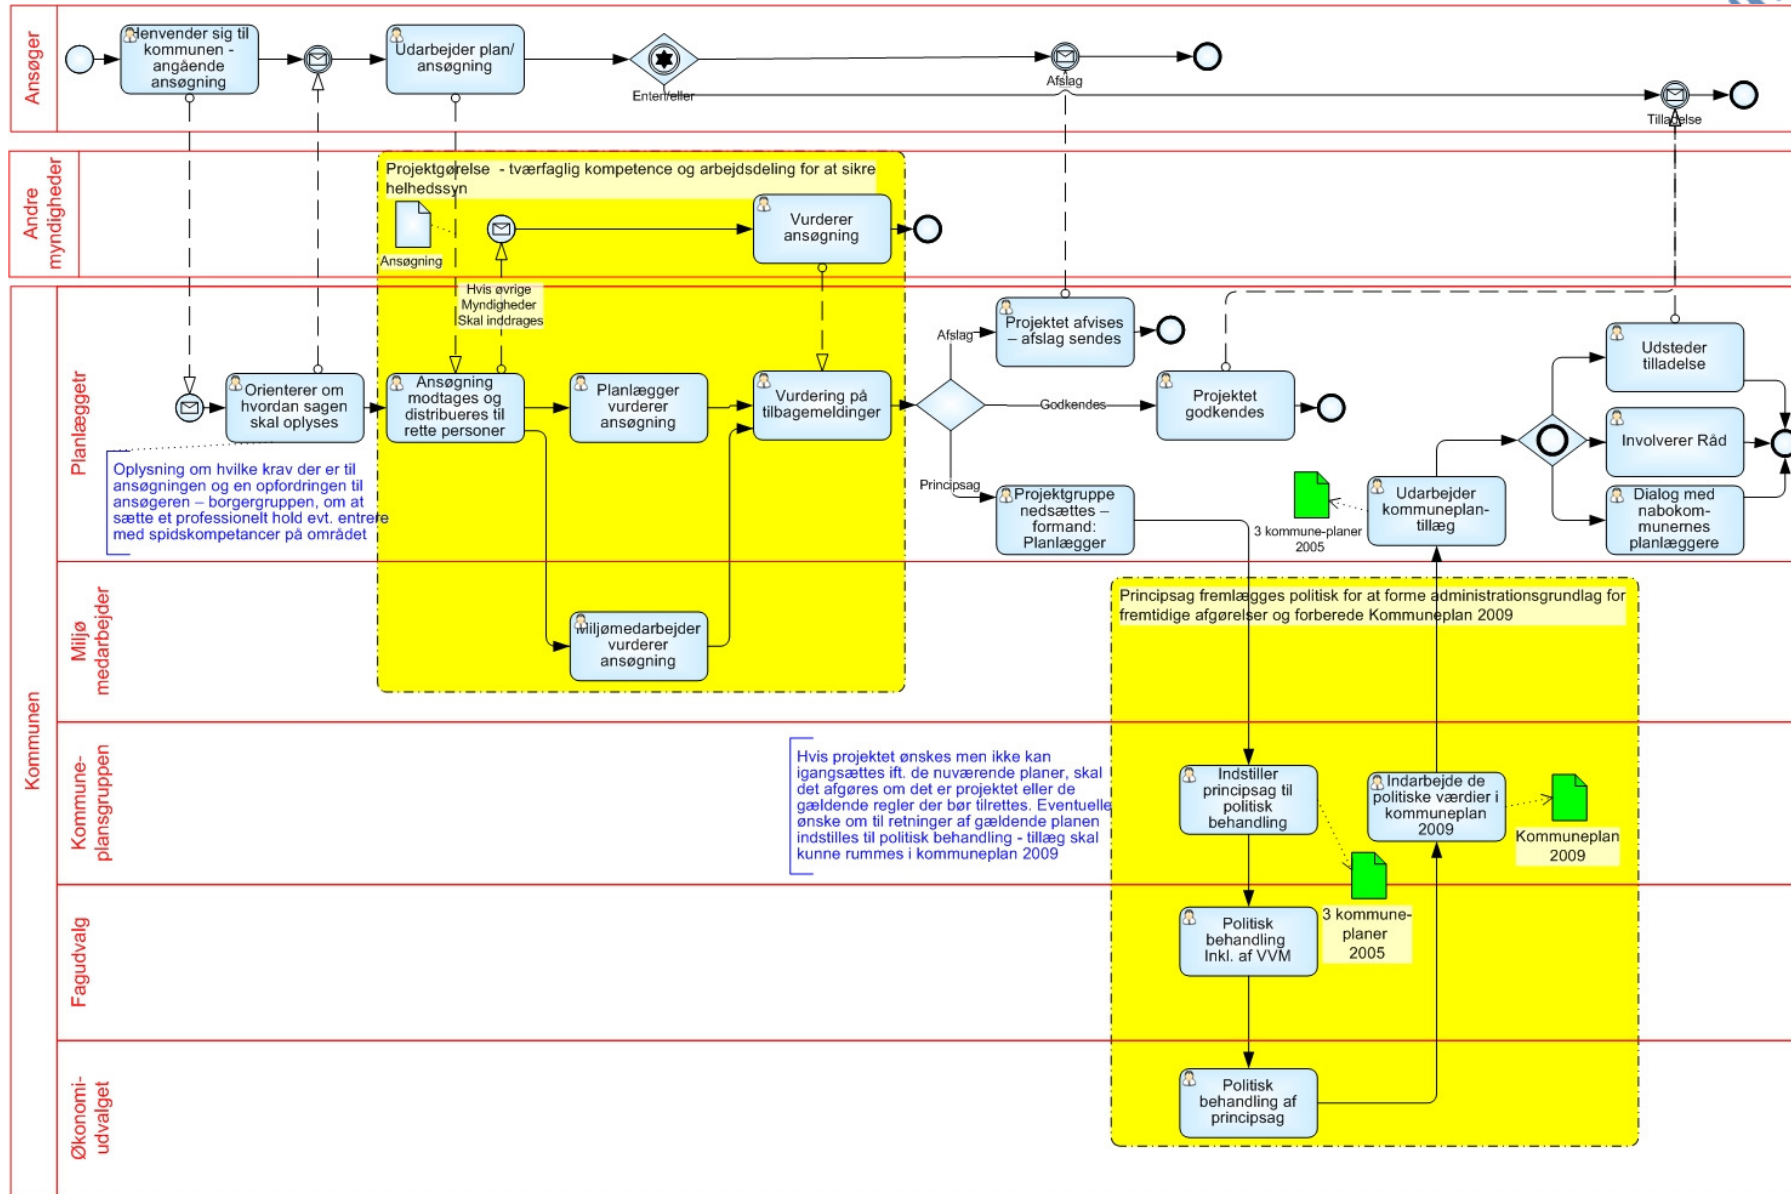 Ansøger
Henvender sig til
kommunen -
angående
ansøgning
Udarbejder plan/
ansøgning
Enten/eller
Afslag
Tilladelse
Andre
myndigheder
Projektgørelse - tværfaglig kompetence og arbejdsdeling for at sikre
helhedssyn
Ansøgning
Vurderer
ansøgning
Hvis øvrige
Myndigheder
Skal inddrages
Kommunen
Planlæggetr
Orienterer om
hvordan sagen
skal oplyses
Ansøgning
modtages og
distribueres til
rette personer
Planlægger
vurderer
ansøgning
Vurdering på
tilbagemeldinger
Afslag
Godkendes
Principsag
Projektet afvises
– afslag sendes
Projektet
godkendes
Projektgruppe
nedsættes –
formand:
Planlægger
3 kommune-planer
2005
Udarbejder
kommuneplan-
tillæg
Udsteder
tilladelse
Involverer Råd
Dialog med
nabokom-
munernes
planlæggere
Oplysning om hvilke krav der er til
ansøgningen og en opfordringen til
ansøgeren – borgergruppen, om at
sætte et professionelt hold evt. entrere
med spidskompetancer på området
Miljø
medarbejder
Miljømedarbejder
vurderer
ansøgning
Principsag fremlægges politisk for at forme administrationsgrundlag for
fremtidige afgørelser og forberede Kommuneplan 2009
Kommune-
plansgruppen
Hvis projektet ønskes men ikke kan
igangsættes ift. de nuværende planer, skal
det afgøres om det er projektet eller de
gældende regler der bør tilrettes. Eventuelle
ønske om til retninger af gældende planen
indstilles til politisk behandling - tillæg skal
kunne rummes i kommuneplan 2009
Indstiller
principsag til
politisk
behandling
Indarbejde de
politiske værdier i
kommuneplan
2009
Kommuneplan
2009
Fagudvalg
Politisk
behandling
Inkl. af VVM
3 kommune-
planer
2005
Økonomi-
udvalget
Politisk
behandling af
principsag